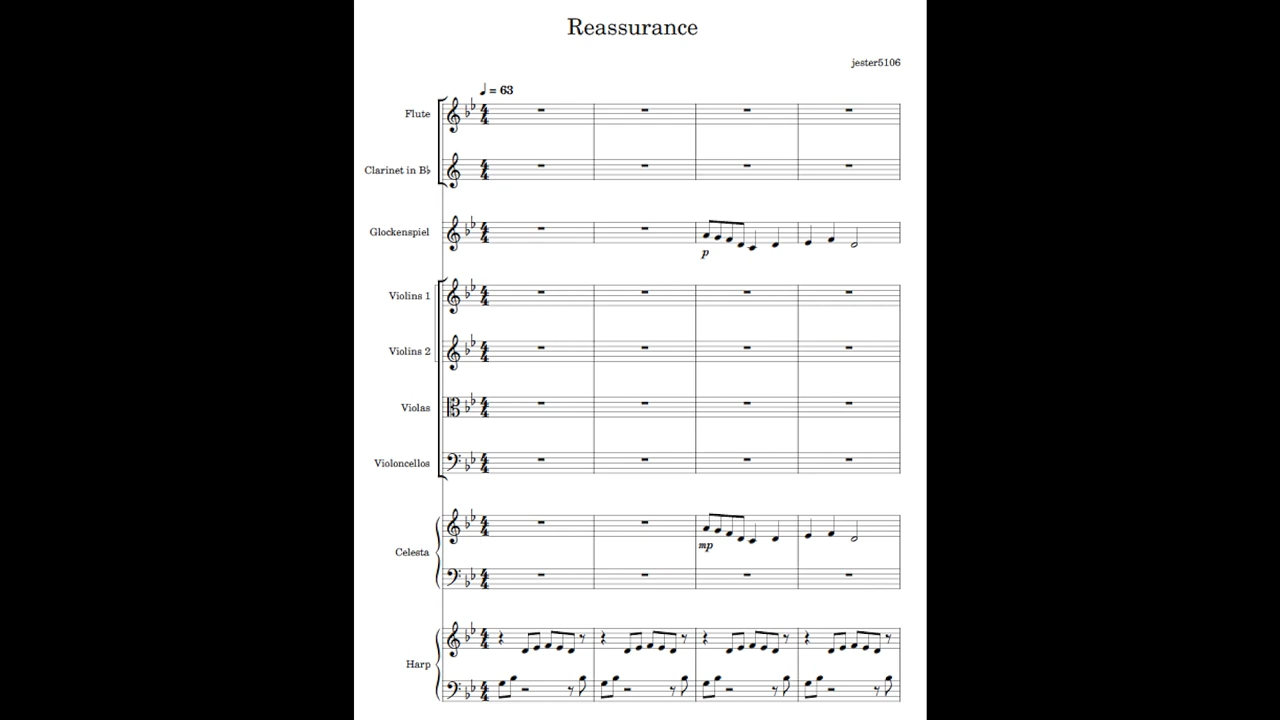 Reassurance
jester5106
♩ = 63
Flute
Clarinet in B♭
Glockenspiel
p
Violins 1
Violins 2
Violas
Violoncellos
Celesta
mp
Harp